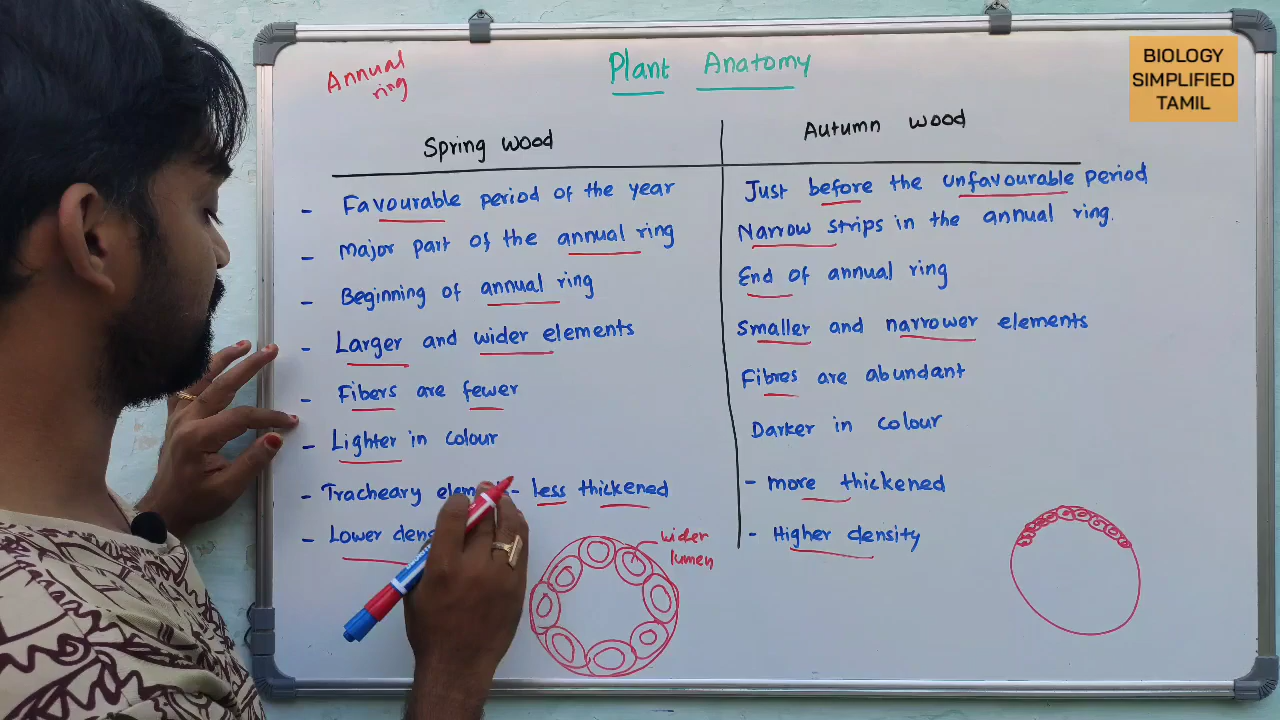 Annual
ring
Plant Anatomy
BIOLOGY
SIMPLIFIED
TAMIL
Spring wood
Autumn wood
- Favourable period of the year
Just before the unfavourable period
- Major part of the annual ring
Narrow strips in the annual ring.
- Beginning of annual ring
End of annual ring
- Larger and wider elements
Smaller and narrower elements
- Fibers are fewer
Fibres are abundant
- Lighter in colour
Darker in colour
- Tracheary - less thickened
- more thickened
- Lower
- Higher density
wider
lumen